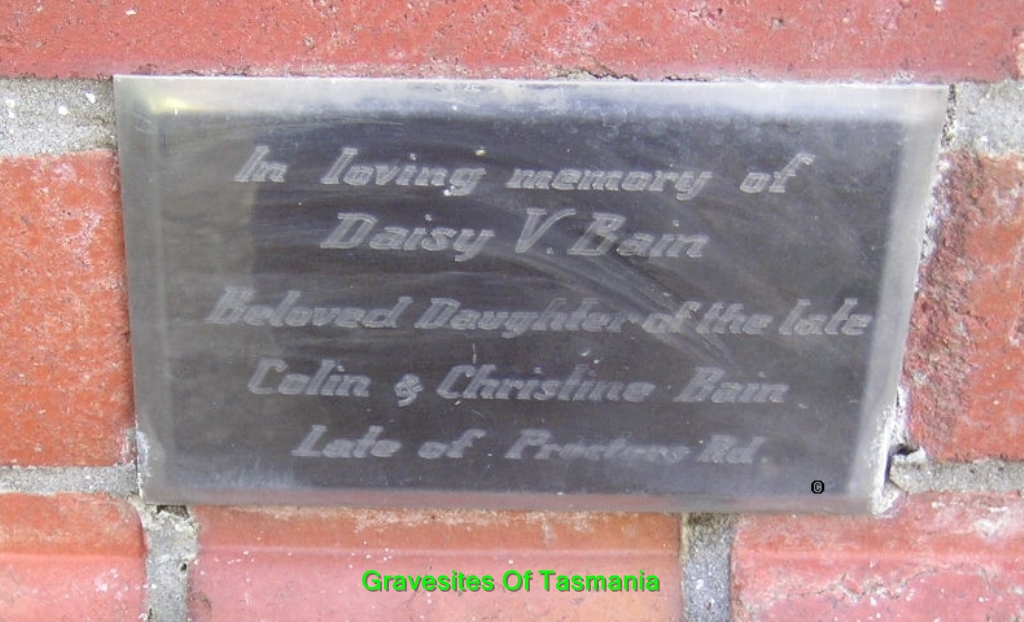 In loving memory of
Daisy V. Bain
Beloved Daughter of the late
Colin & Christine Bain
Late of Proctors Rd.
©
Gravesites Of Tasmania